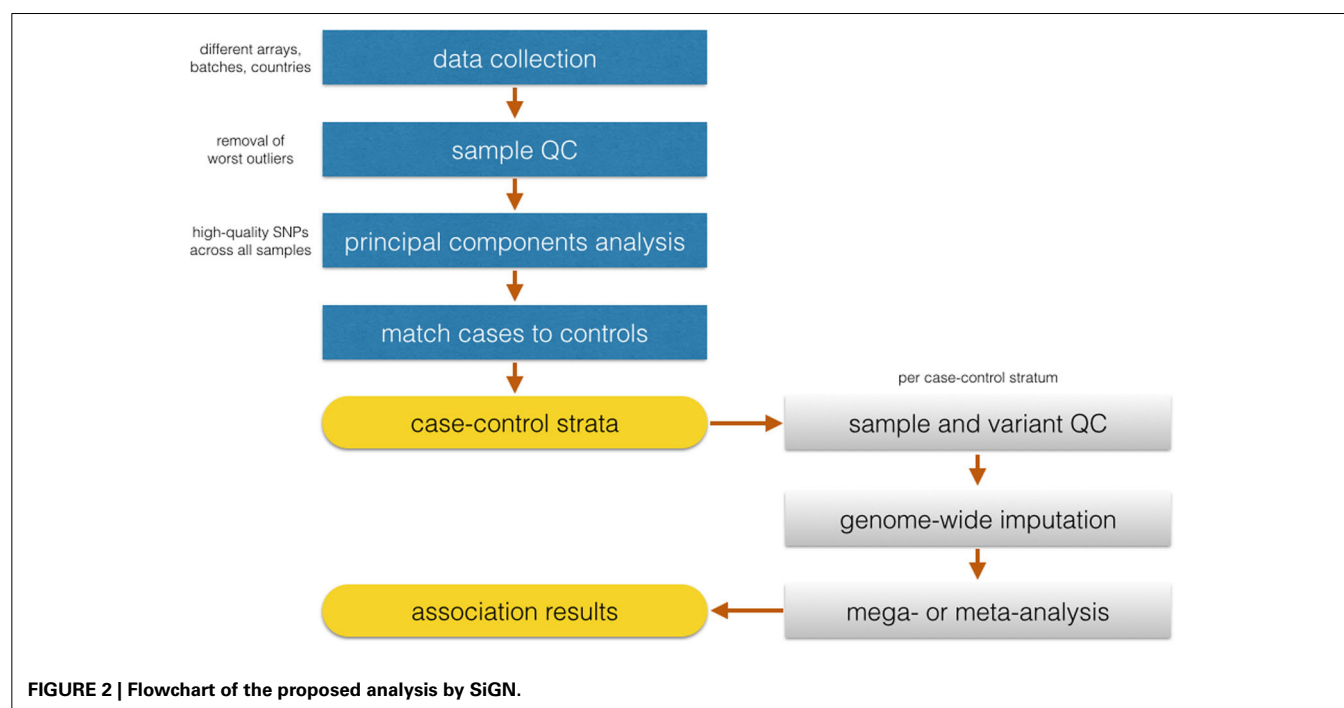 different arrays,
batches, countries
data collection
removal of
worst outliers
sample QC
high-quality SNPs
across all samples
principal components analysis
match cases to controls
per case-control stratum
case-control strata
sample and variant QC
genome-wide imputation
association results
mega- or meta-analysis
FIGURE 2 | Flowchart of the proposed analysis by SiGN.